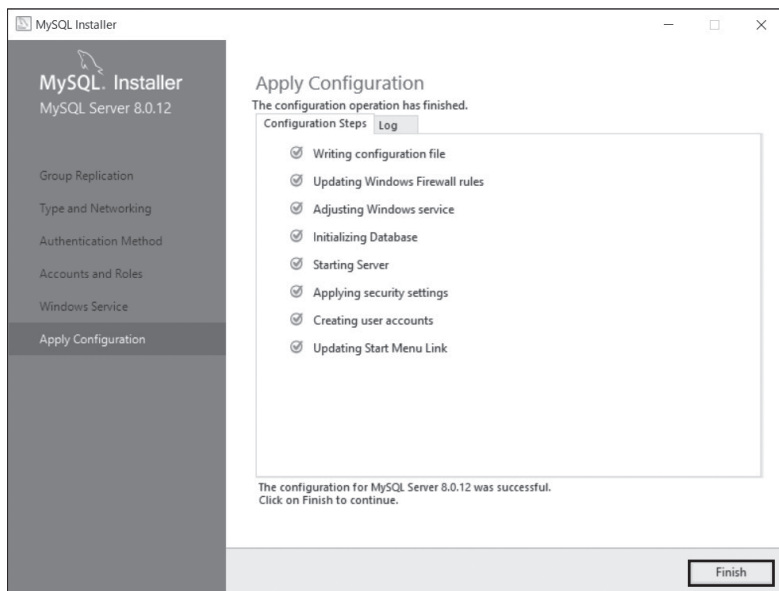 MySQL Installer
MySQL. Installer
MySQL Server 8.0.12
Group Replication
Type and Networking
Authentication Method
Accounts and Roles
Windows Service
Apply Configuration
Apply Configuration
The configuration operation has finished.
Configuration Steps Log
Writing configuration file
Updating Windows Firewall rules
Adjusting Windows service
Initializing Database
Starting Server
Applying security settings
Creating user accounts
Updating Start Menu Link
The configuration for MySQL Server 8.0.12 was successful.
Click on Finish to continue.
Finish